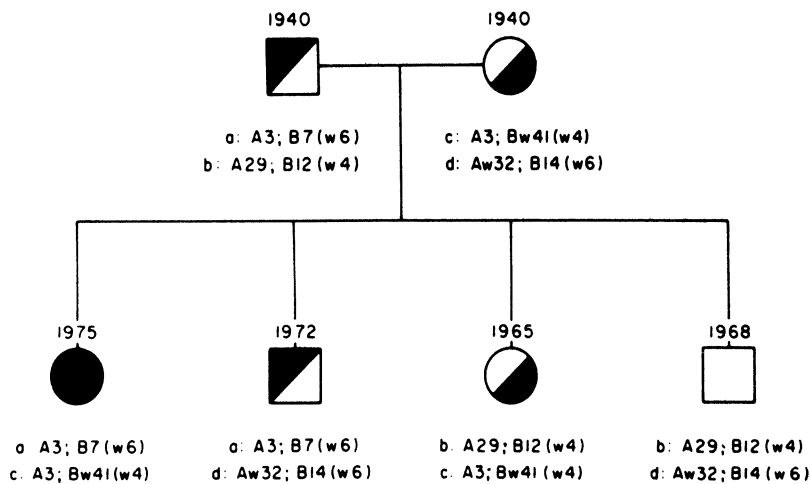 1940 1940
a: A3; B7(w6) c: A3; Bw41(w4)
b: A29; B12(w4) d: Aw32; B14(w6)
1975 1972 1965 1968
a A3; B7(w6) a: A3; B7(w6) b. A29; B12(w4) b: A29; B12(w4)
c. A3; Bw41(w4) d: Aw32; B14(w6) c: A3; Bw41(w4) d: Aw32; B14(w6)